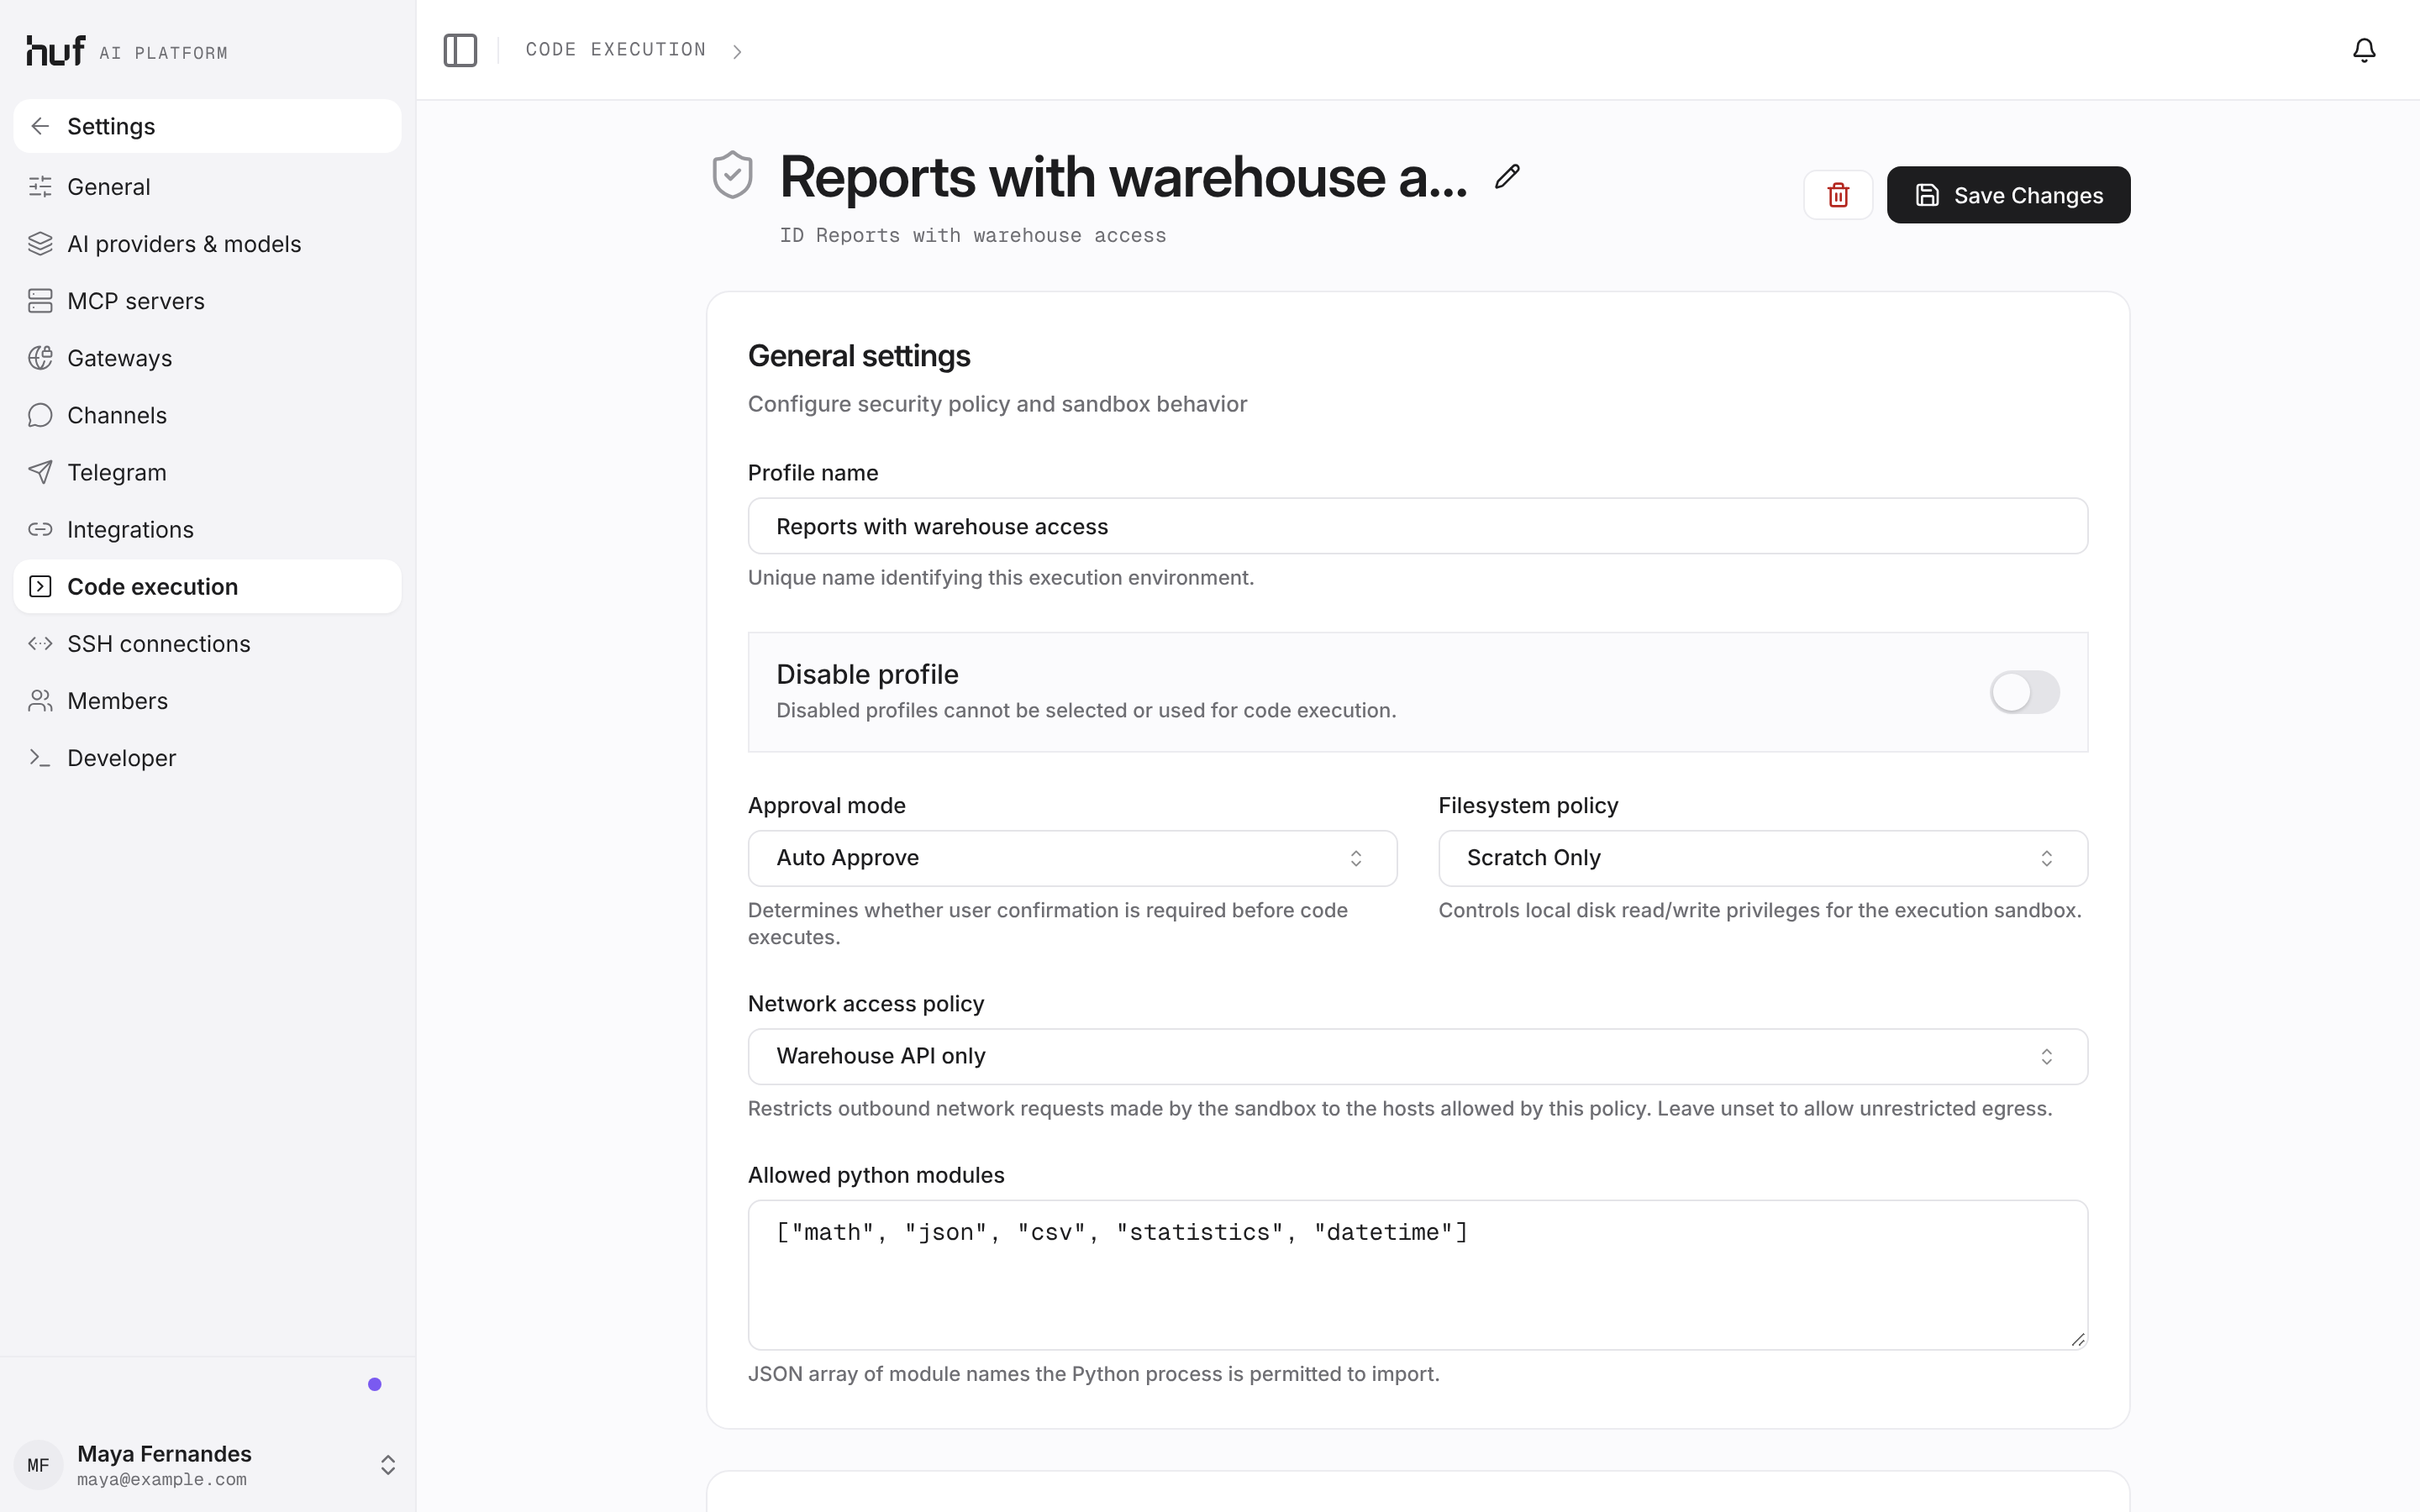 huf AI PLATFORM
Settings
General
AI providers & models
MCP servers
Gateways
Channels
Telegram
Integrations
Code execution
SSH connections
Members
Developer
MF
Maya Fernandes
maya@example.com
CODE EXECUTION
Reports with warehouse a...
ID Reports with warehouse access
Save Changes
General settings
Configure security policy and sandbox behavior
Profile name
Reports with warehouse access
Unique name identifying this execution environment.
Disable profile
Disabled profiles cannot be selected or used for code execution.
Approval mode
Auto Approve
Determines whether user confirmation is required before code
executes.
Filesystem policy
Scratch Only
Controls local disk read/write privileges for the execution sandbox.
Network access policy
Warehouse API only
Restricts outbound network requests made by the sandbox to the hosts allowed by this policy. Leave unset to allow unrestricted egress.
Allowed python modules
["math", "json", "csv", "statistics", "datetime"]
JSON array of module names the Python process is permitted to import.